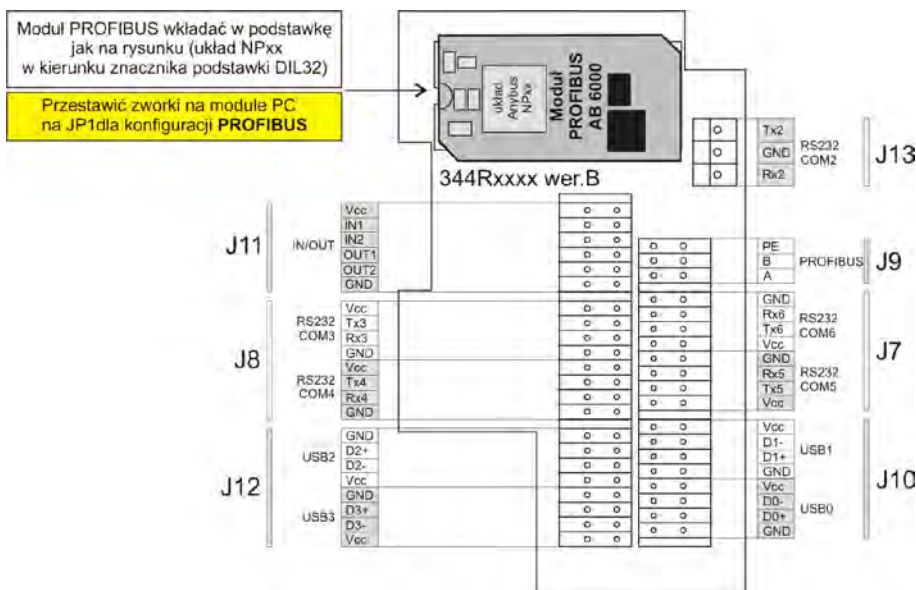 Moduł PROFIBUS wkładać w podstawkę
jak na rysunku (układ NPxx
w kierunku znacznika podstawki DIL32)
Przestawić zworki na module PC
na JP1dla konfiguracji PROFIBUS
układ
Anybus
NPxx
Moduł
PROFIBUS
AB 6000
344Rxxxx wer.B
Tx2
GND
Rx2
RS232
COM2
J13
J11
IN/OUT
Vcc
IN1
IN2
OUT1
OUT2
GND
PE
B
A
PROFIBUS
J9
J8
RS232
COM3
Vcc
Tx3
Rx3
GND
RS232
COM4
Vcc
Tx4
Rx4
GND
GND
Rx6
Tx6
Vcc
RS232
COM6
GND
Rx5
Tx5
Vcc
RS232
COM5
J7
J12
USB2
GND
D2+
D2-
Vcc
USB3
GND
D3+
D3-
Vcc
Vcc
D1-
D1+
GND
USB1
Vcc
D0-
D0+
GND
USB0
J10